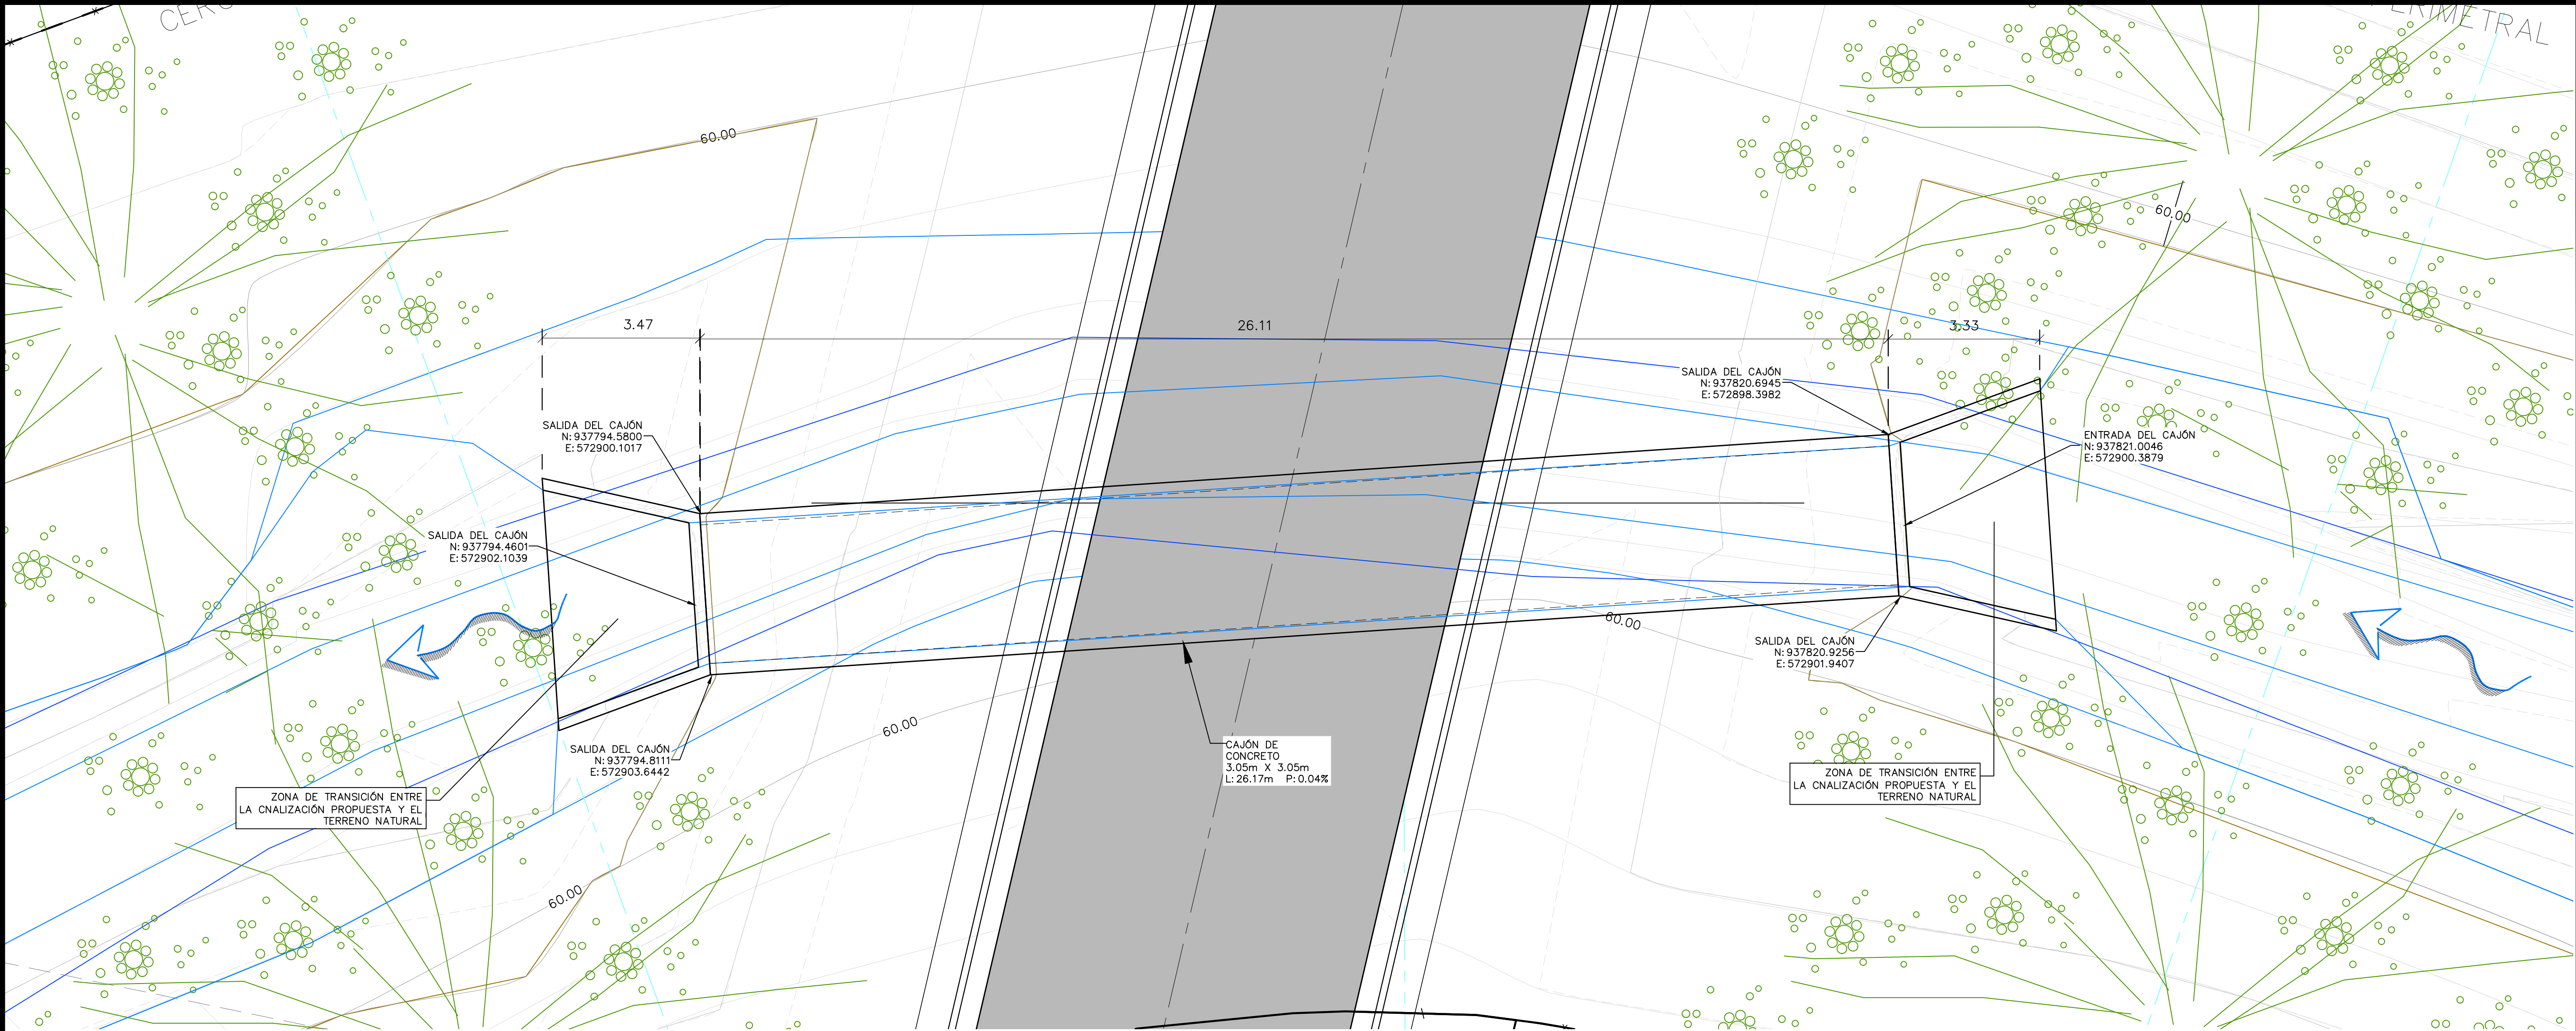 CERC
ERIMETRAL
60.00
60.00
3.47
26.11
3.33
SALIDA DEL CAJÓN
N: 937820.6945
E: 572898.3982
SALIDA DEL CAJÓN
N: 937794.5800
E: 572900.1017
ENTRADA DEL CAJÓN
N: 937821.0046
E: 572900.3879
SALIDA DEL CAJÓN
N: 937794.4601
E: 572902.1039
60.00
SALIDA DEL CAJÓN
N: 937820.9256
E: 572901.9407
60.00
SALIDA DEL CAJÓN
N: 937794.8111
E: 572903.6442
CAJÓN DE
CONCRETO
3.05m X 3.05m
L: 26.17m P: 0.04%
ZONA DE TRANSICIÓN ENTRE
LA CNALIZACIÓN PROPUESTA Y EL
TERRENO NATURAL
ZONA DE TRANSICIÓN ENTRE
LA CNALIZACIÓN PROPUESTA Y EL
TERRENO NATURAL
60.00